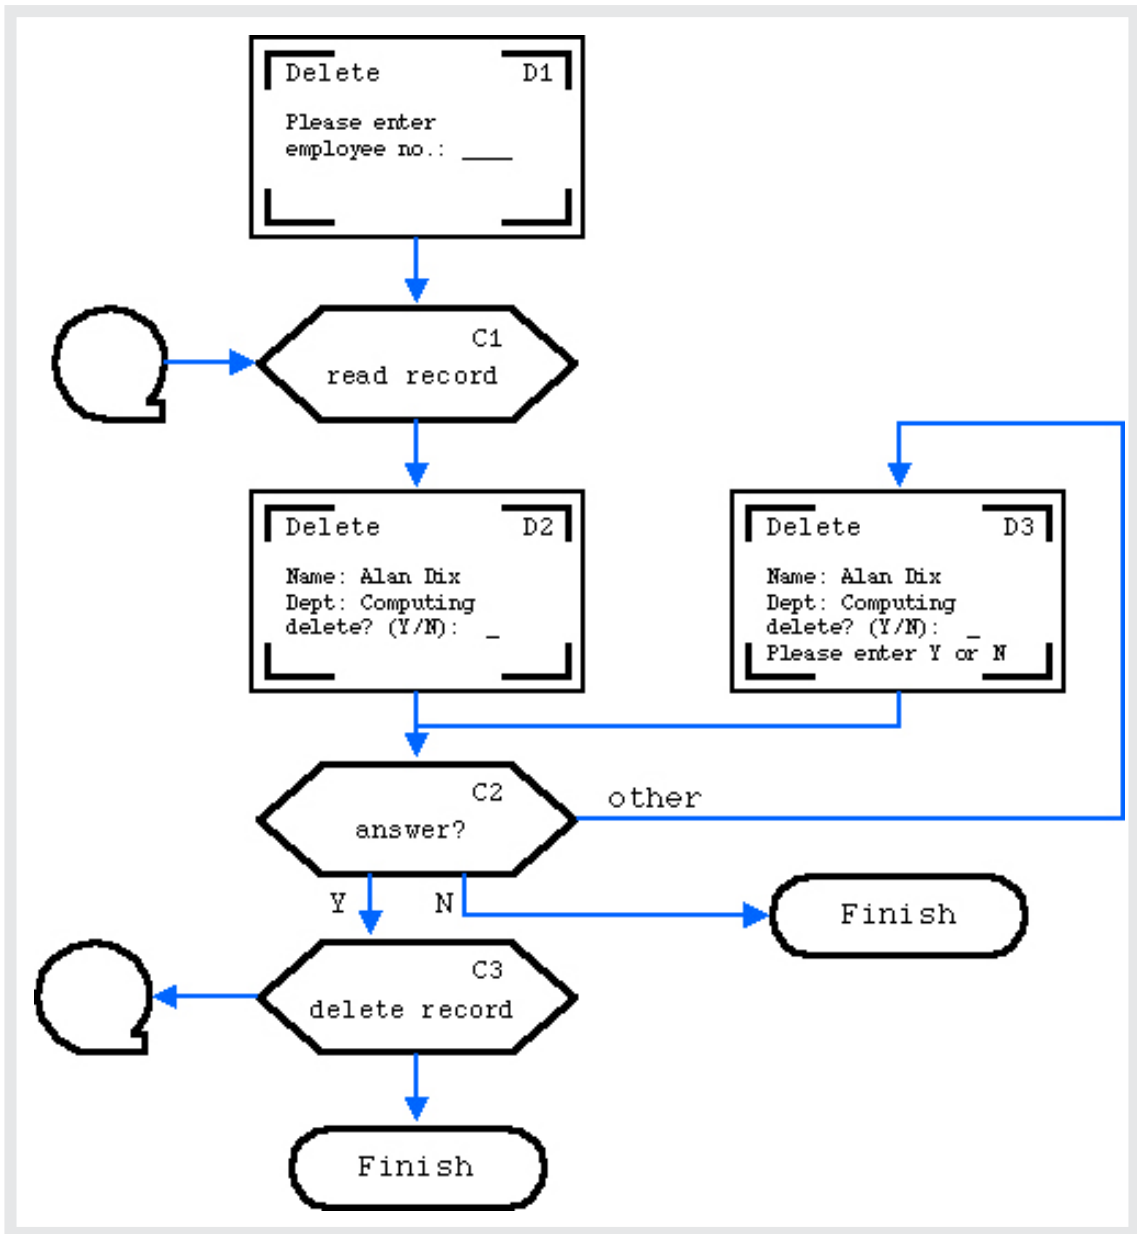 Delete D1
Please enter
employee no.: ____
C1
read record
Delete D2
Name: Alan Dix
Dept: Computing
delete? (Y/N): _
Delete D3
Name: Alan Dix
Dept: Computing
delete? (Y/N): _
Please enter Y or N
C2
answer?
other
Y
N
Finish
C3
delete record
Finish